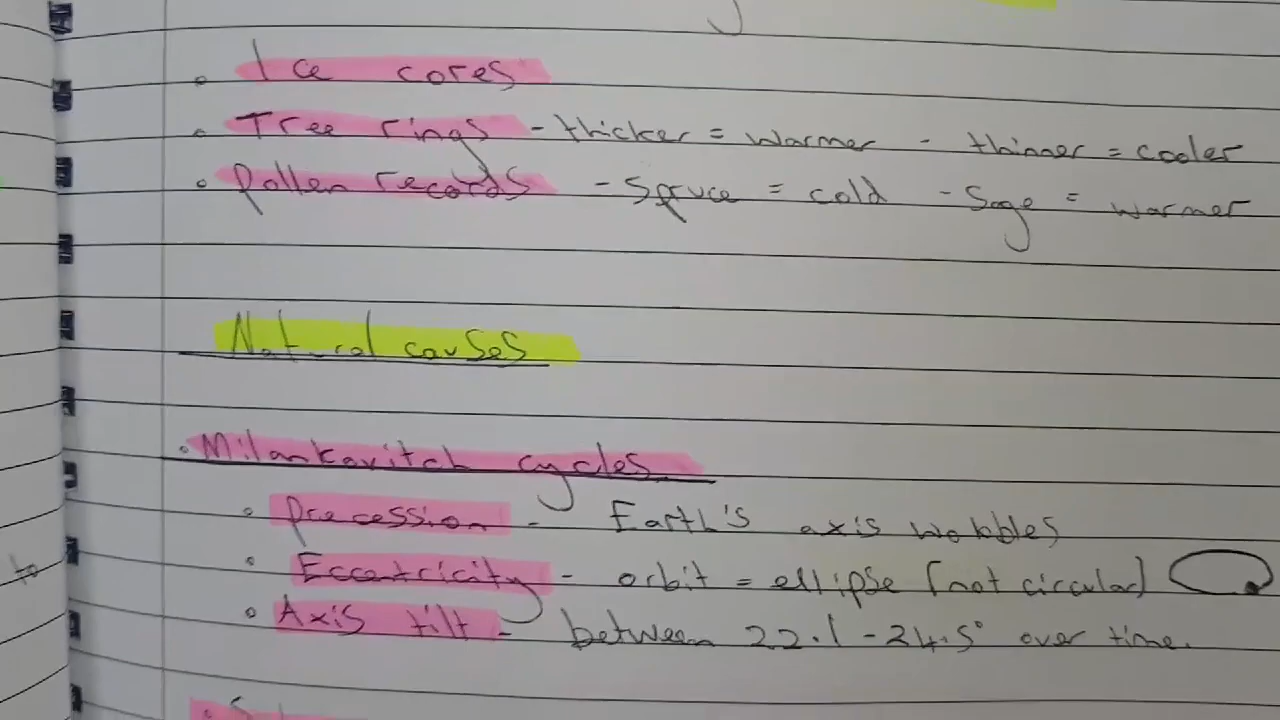 • Ice cores
• Tree rings - thicker = warmer - thinner = cooler
• Pollen records - Spruce = cold - Sage = warmer
Natural causes
• Milankovitch cycles
• Precession - Earth's axis wobbles
• Eccentricity - orbit = ellipse (not circular)
• Axis tilt - between 22.1 - 24.5° over time.